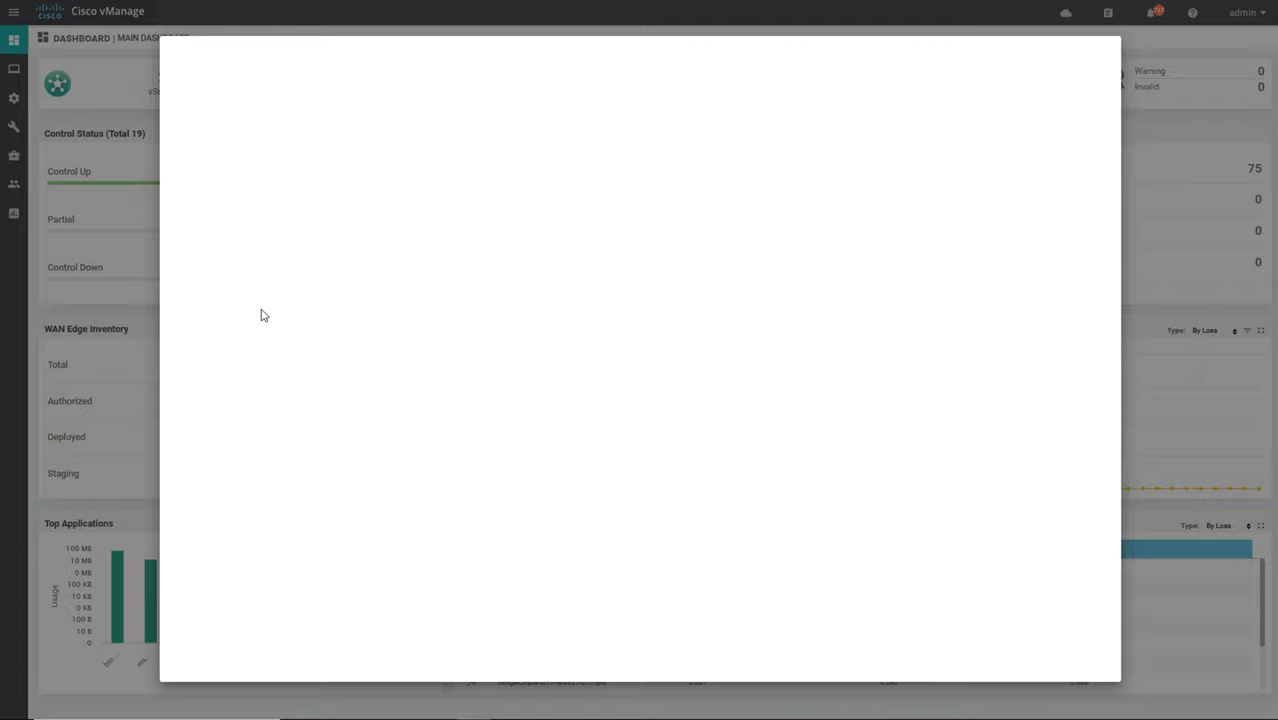 CISCO
Cisco vManage
admin
DASHBOARD | MAIN DASHBOARD
Warning 0
Invalid 0
Control Status (Total 19)
Control Up
Partial
Control Down
75
0
0
0
WAN Edge Inventory
Total
Authorized
Deployed
Staging
Type: By Loss
Top Applications
Type: By Loss
Usage
100 MB
10 MB
0 MB
100 KB
10 KB
0 KB
100 B
10 B
0